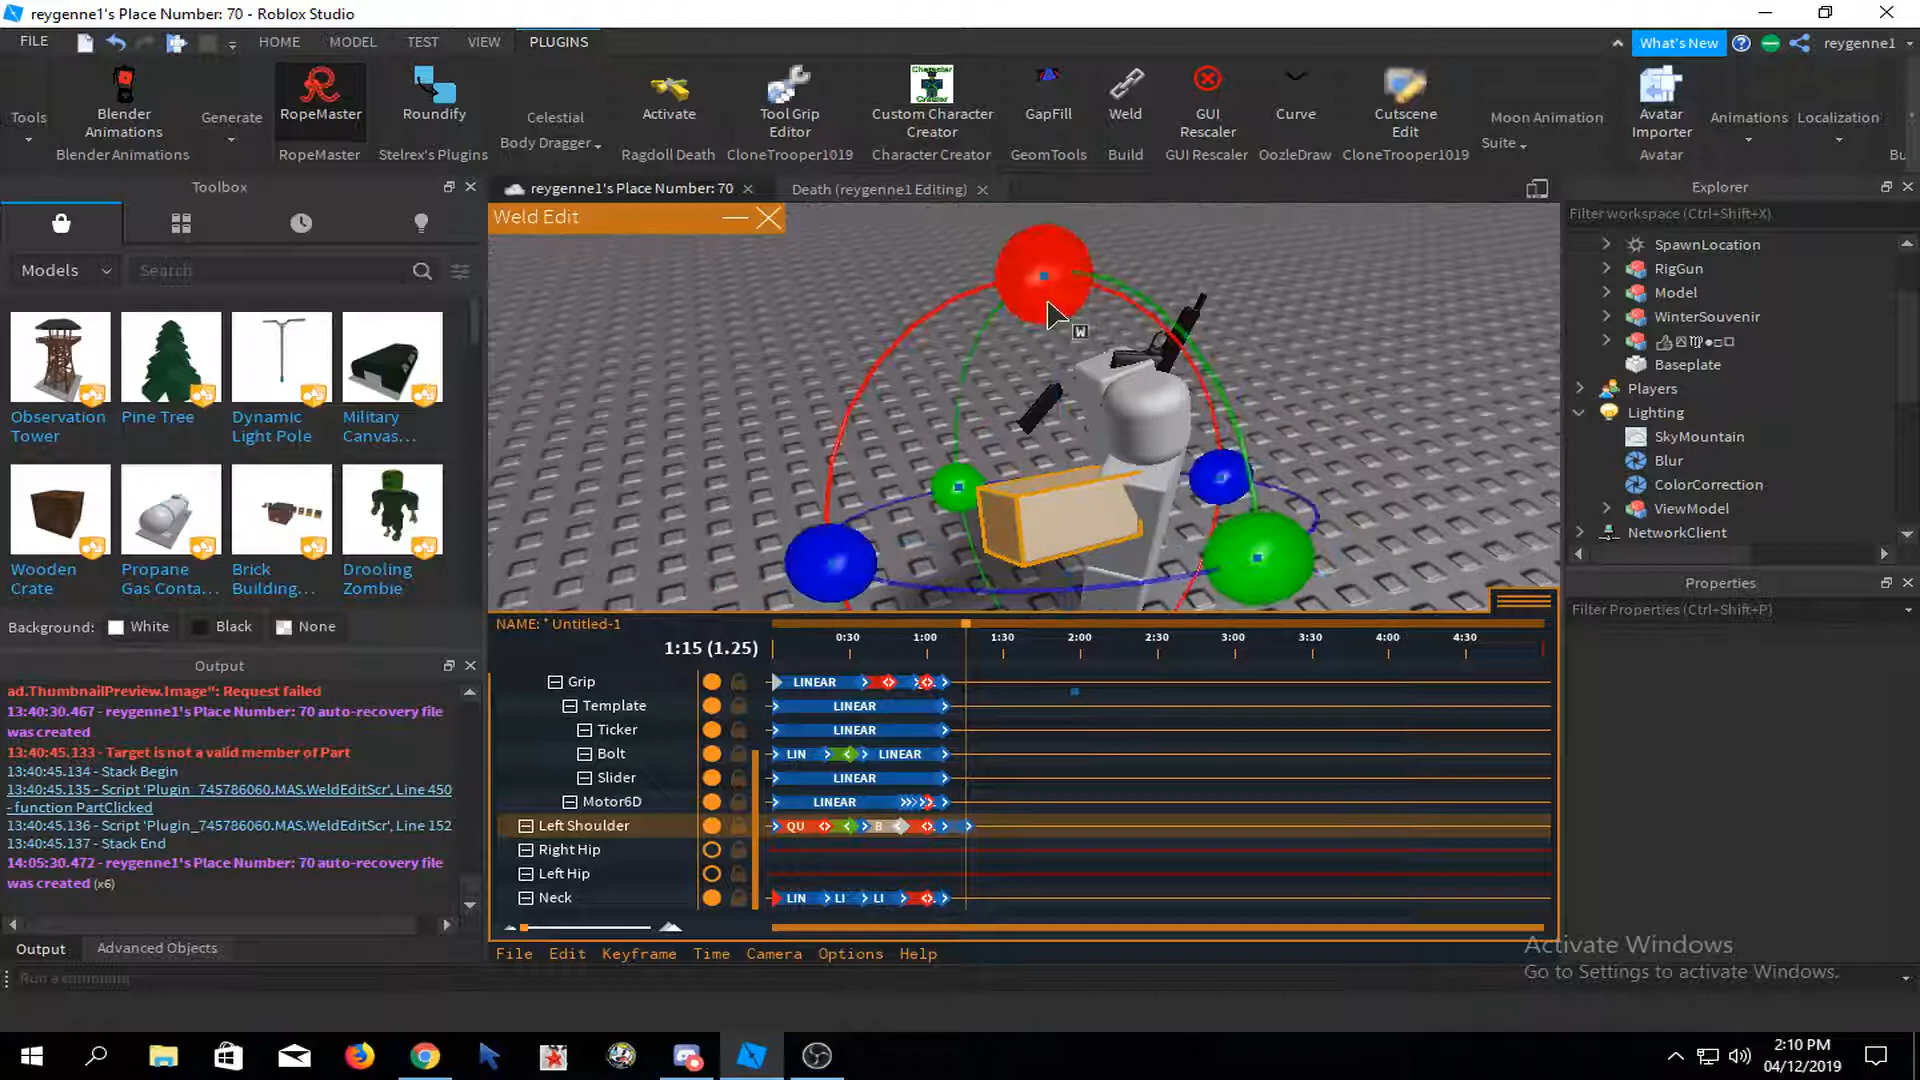 reygenne1's Place Number: 70 - Roblox Studio
FILE
HOME
MODEL
TEST
VIEW
PLUGINS
What's New
reygenne1
Tools
Blender
Animations
Generate
Blender Animations
RopeMaster
RopeMaster
Roundify
Stelrex's Plugins
Celestial
Body Dragger
Activate
Ragdoll Death
Tool Grip
Editor
CloneTrooper1019
Custom Character
Creator
Character Creator
GapFill
GeomTools
Weld
Build
GUI
Rescaler
GUI Rescaler
Curve
OozleDraw
Cutscene
Edit
CloneTrooper1019
Moon Animation
Suite
Avatar
Importer
Avatar
Animations
Localization
Toolbox
Models
Search
Observation
Tower
Pine Tree
Dynamic
Light Pole
Military
Canvas...
Wooden
Crate
Propane
Gas Conta...
Brick
Building...
Drooling
Zombie
Background:
White
Black
None
Output
ad.ThumbnailPreview.Image": Request failed
13:40:30.467 - reygenne1's Place Number: 70 auto-recovery file
was created
13:40:45.133 - Target is not a valid member of Part
13:40:45.134 - Stack Begin
13:40:45.135 - Script 'Plugin_745786060.MAS.WeldEditScr', Line 450
- function PartClicked
13:40:45.136 - Script 'Plugin_745786060.MAS.WeldEditScr', Line 152
13:40:45.137 - Stack End
14:05:30.472 - reygenne1's Place Number: 70 auto-recovery file
was created (x6)
Output
Advanced Objects
Run a command
reygenne1's Place Number: 70
Death (reygenne1 Editing)
Weld Edit
W
NAME: * Untitled-1
1:15 (1.25)
0:30
1:00
1:30
2:00
2:30
3:00
3:30
4:00
4:30
Grip
LINEAR
Template
LINEAR
Ticker
LINEAR
Bolt
LIN
LINEAR
Slider
LINEAR
Motor6D
LINEAR
Left Shoulder
QU
B
Right Hip
Left Hip
Neck
LIN
LI
LI
File
Edit
Keyframe
Time
Camera
Options
Help
Explorer
Filter workspace (Ctrl+Shift+X)
SpawnLocation
RigGun
Model
WinterSouvenir
Baseplate
Players
Lighting
SkyMountain
Blur
ColorCorrection
ViewModel
NetworkClient
Properties
Filter Properties (Ctrl+Shift+P)
Activate Windows
Go to Settings to activate Windows.
2:10 PM
04/12/2019